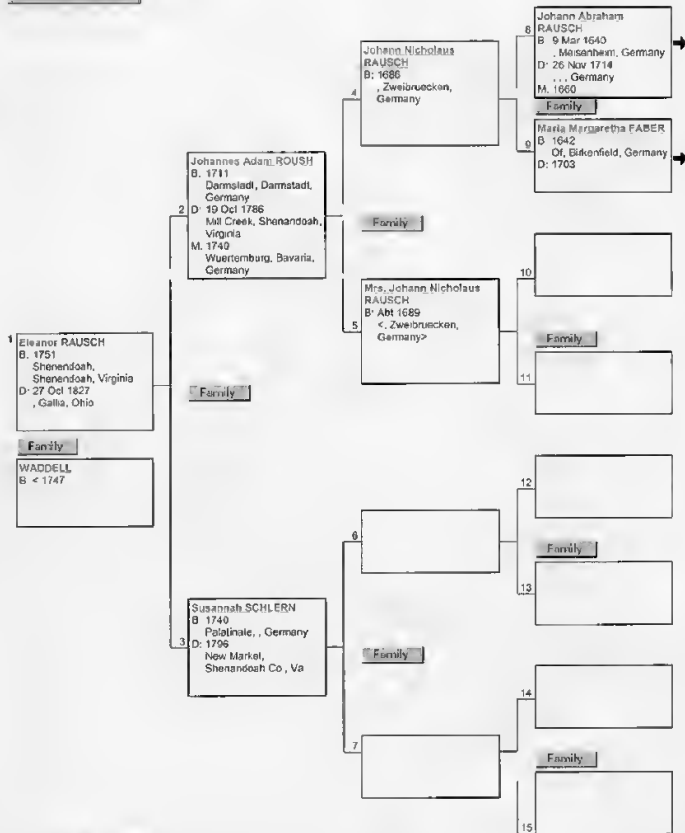 8
Johann Abraham
RAUSCH
B 9 Mar 1640
, Meisenheim, Germany
D: 26 Nov 1714
, , , Germany
M. 1660
Family
Johann Nicholaus
RAUSCH
B: 1686
, Zweibruecken,
Germany
4
9
Maria Margaretha FABER
B 1642
Of, Birkenfield, Germany
D: 1703
Johannes Adam ROUSH
B. 1711
Darmstadt, Darmstadt,
Germany
D: 19 Oct 1786
Mill Creek, Shenandoah,
Virginia
M. 1740
Wuertemburg, Bavaria,
Germany
2
Family
10
Mrs. Johann Nicholaus
RAUSCH
B: Abt 1689
<, Zweibruecken,
Germany>
5
Family
11
1
Eleanor RAUSCH
B. 1751
Shenendoah,
Shenendoah, Virginia
D: 27 Oct 1827
, Gallia, Ohio
Family
Family
WADDELL
B < 1747
12
6
Family
13
Susannah SCHLERN
B 1740
Palatinate, , Germany
D: 1796
New Market,
Shenandoah Co , Va
3
Family
14
7
Family
15